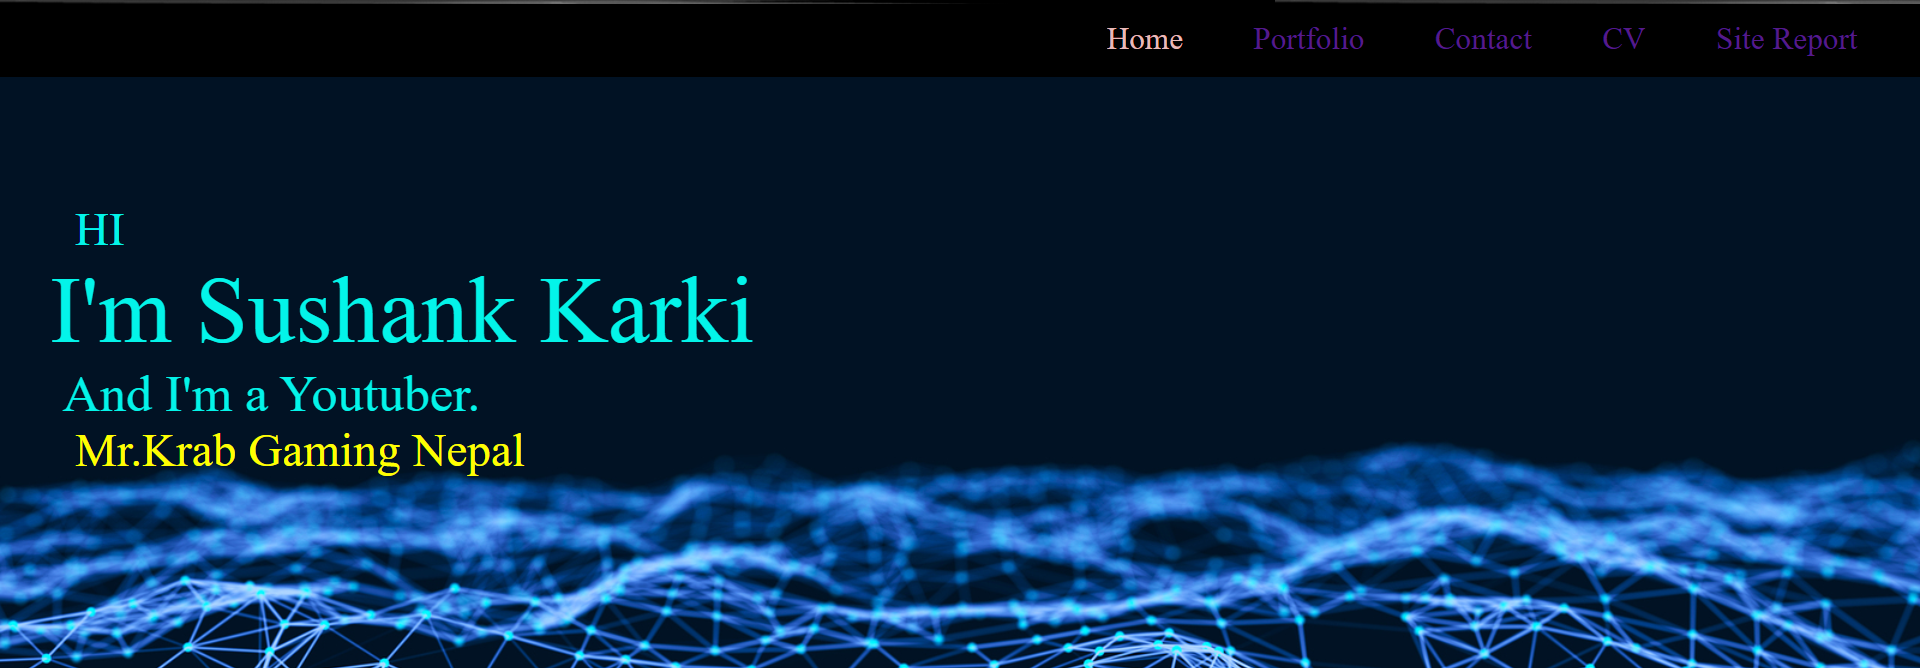 Home Portfolio Contact CV Site Report
HI
I'm Sushank Karki
And I'm a Youtuber.
Mr.Krab Gaming Nepal